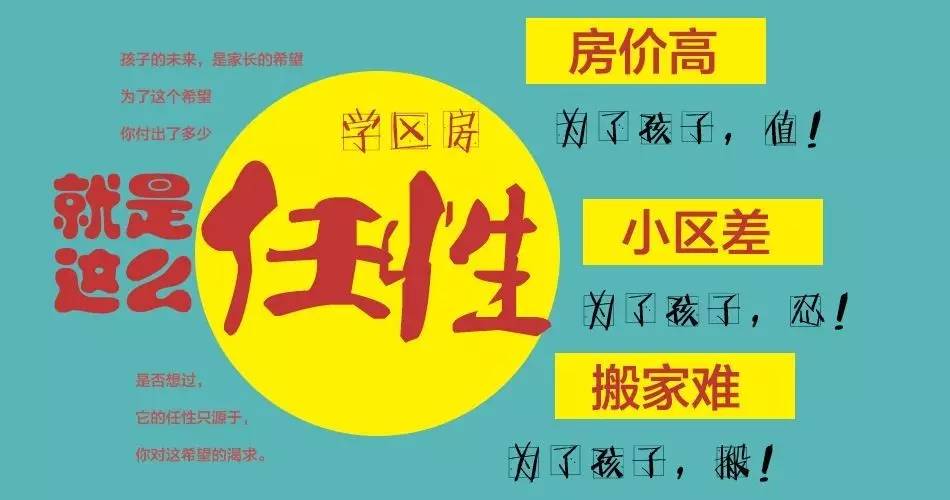 孩子的未来，是家长的希望
为了这个希望
你付出了多少
学区房
就是
这么
任性
是否想过，
它的任性只源于，
你对这希望的渴求。
房价高
为了孩子，值！
小区差
为了孩子，忍！
搬家难
为了孩子，搬！